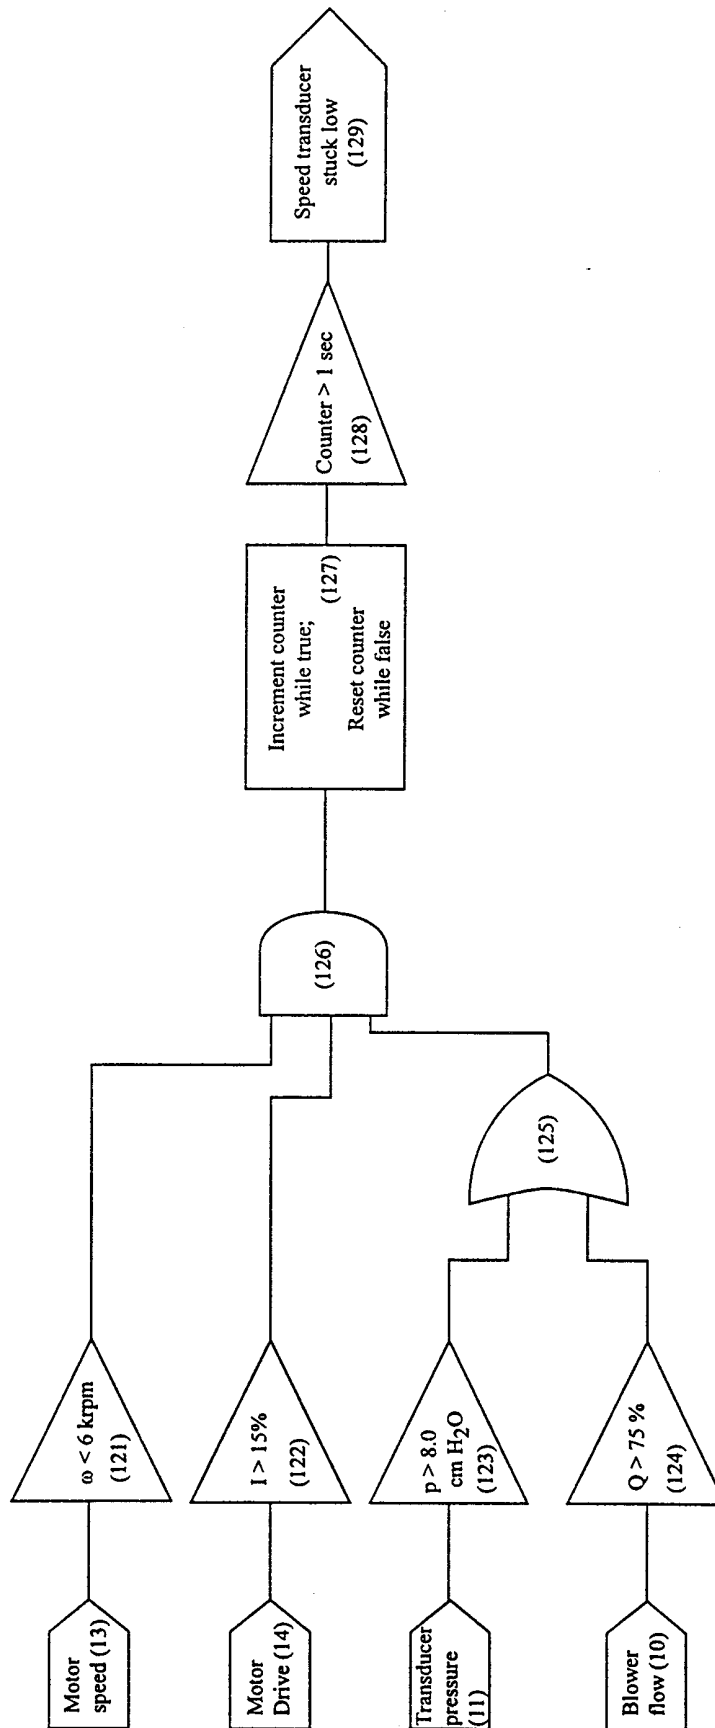 Motor
speed (13)
ω < 6 krpm
(121)
Motor
Drive (14)
I > 15%
(122)
Transducer
pressure
(11)
p > 8.0
cm H₂O
(123)
Blower
flow (10)
Q > 75 %
(124)
(125)
(126)
Increment counter
while true;
(127)
Reset counter
while false
Counter > 1 sec
(128)
Speed transducer
stuck low
(129)